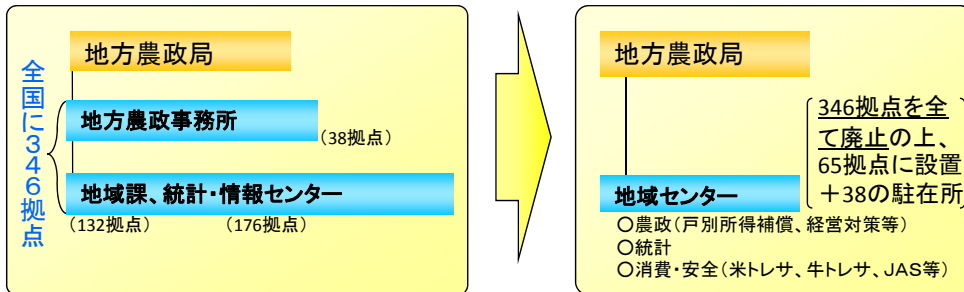 全国に346拠点
地方農政局
地方農政事務所
（38拠点）
地域課、統計・情報センター
（132拠点）
（176拠点）
地方農政局
346拠点を全
て廃止の上、
65拠点に設置
＋38の駐在所
地域センター
○農政（戸別所得補償、経営対策等）
○統計
○消費・安全（米トレサ、牛トレサ、JAS等）